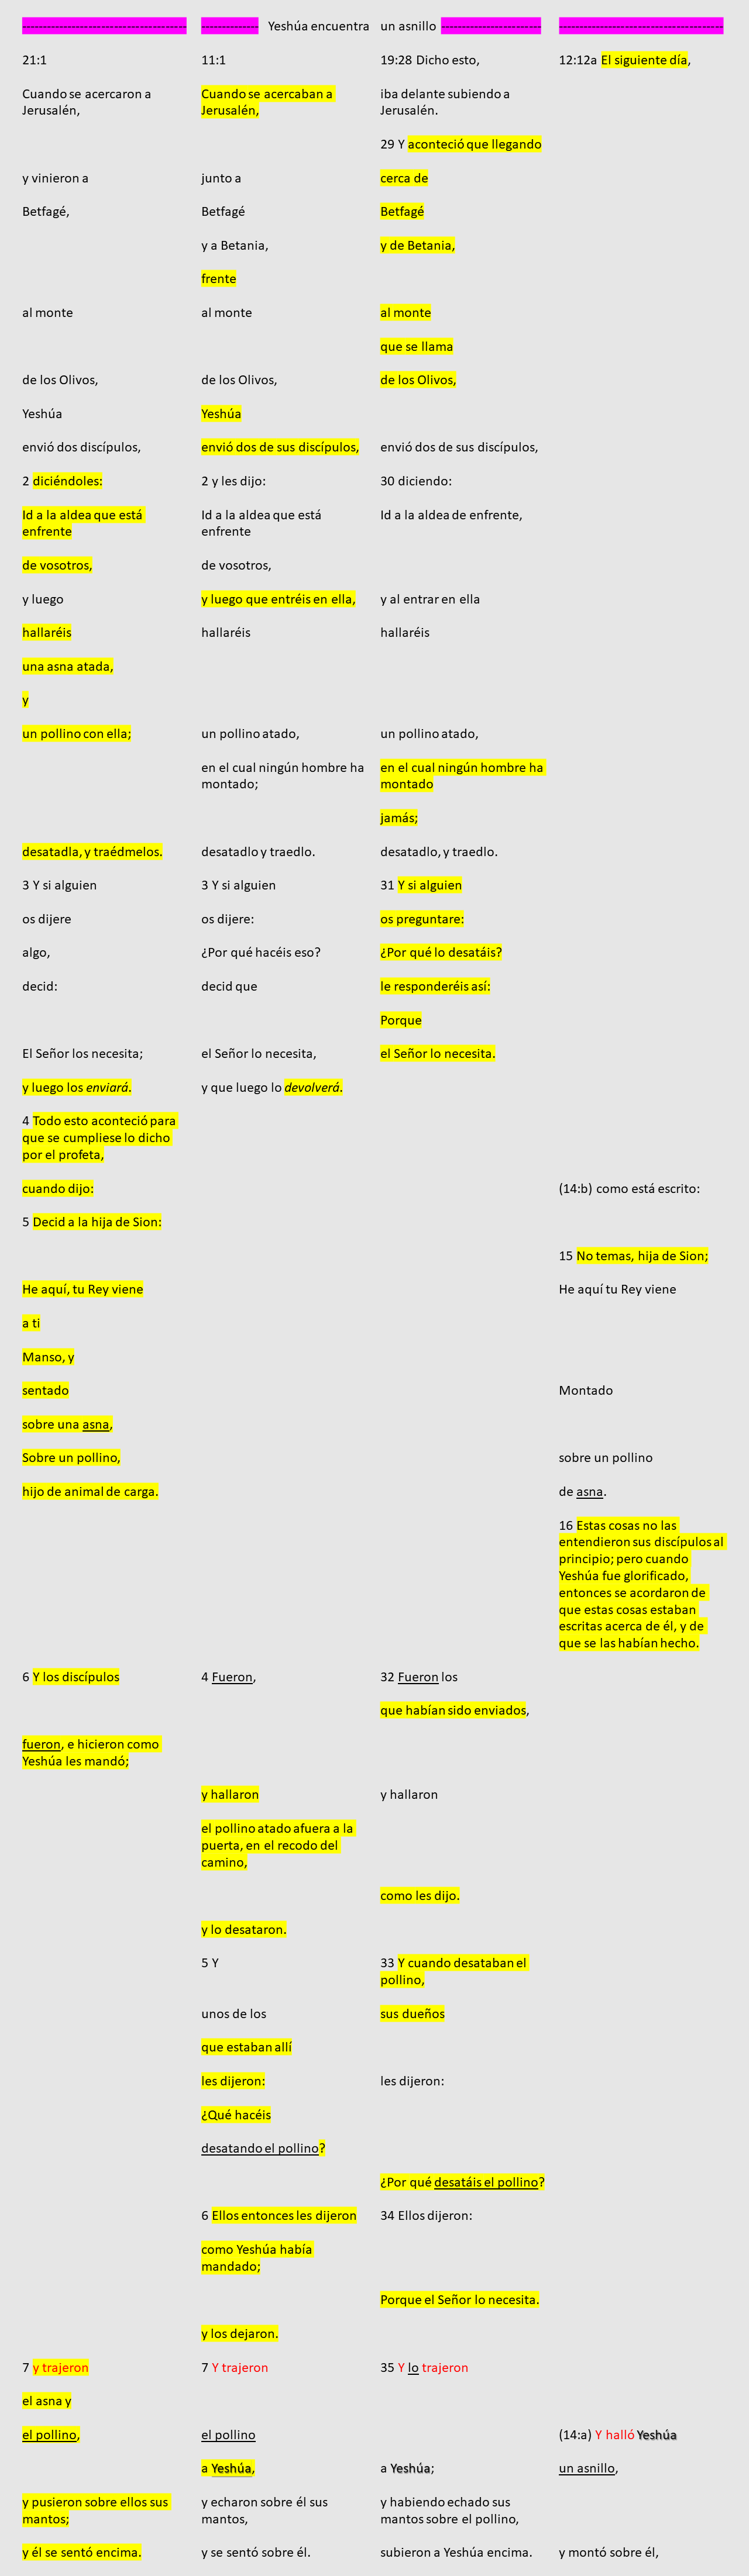 ------------------------------------- ------------- Yeshúa encuentra un asnillo ---------------------- -------------------------------------
21:1 11:1 19:28 Dicho esto, 12:12a El siguiente día,
Cuando se acercaron a Cuando se acercaban a iba delante subiendo a
Jerusalén, Jerusalén, Jerusalén.
29 Y aconteció que llegando
y vinieron a junto a cerca de
Betfagé, Betfagé Betfagé
y a Betania, y de Betania,
frente
al monte al monte al monte
que se llama
de los Olivos, de los Olivos, de los Olivos,
Yeshúa Yeshúa
envió dos discípulos, envió dos de sus discípulos, envió dos de sus discípulos,
2 diciéndoles: 2 y les dijo: 30 diciendo:
Id a la aldea que está Id a la aldea que está Id a la aldea de enfrente,
enfrente enfrente
de vosotros, de vosotros,
y luego y luego que entréis en ella, y al entrar en ella
hallaréis hallaréis hallaréis
una asna atada,
y
un pollino con ella; un pollino atado, un pollino atado,
en el cual ningún hombre ha en el cual ningún hombre ha
montado; montado
jamás;
desatadla, y traédmelos. desatadlo y traedlo. desatadlo, y traedlo.
3 Y si alguien 3 Y si alguien 31 Y si alguien
os dijere os dijere: os preguntare:
algo, ¿Por qué hacéis eso? ¿Por qué lo desatáis?
decid: decid que le responderéis así:
Porque
El Señor los necesita; el Señor lo necesita, el Señor lo necesita.
y luego los enviará. y que luego lo devolverá.
4 Todo esto aconteció para
que se cumpliese lo dicho
por el profeta,
cuando dijo: (14:b) como está escrito:
5 Decid a la hija de Sion:
15 No temas, hija de Sion;
He aquí, tu Rey viene He aquí tu Rey viene
a ti
Manso, y
sentado Montado
sobre una asna,
Sobre un pollino, sobre un pollino
hijo de animal de carga. de asna.
16 Estas cosas no las
entendieron sus discípulos al
principio; pero cuando
Yeshúa fue glorificado,
entonces se acordaron de
que estas cosas estaban
escritas acerca de él, y de
que se las habían hecho.
6 Y los discípulos 4 Fueron, 32 Fueron los
que habían sido enviados,
fueron, e hicieron como
Yeshúa les mandó;
y hallaron y hallaron
el pollino atado afuera a la
puerta, en el recodo del
camino,
como les dijo.
y lo desataron.
5 Y 33 Y cuando desataban el
pollino,
unos de los sus dueños
que estaban allí
les dijeron: les dijeron:
¿Qué hacéis
desatando el pollino?
¿Por qué desatáis el pollino?
6 Ellos entonces les dijeron 34 Ellos dijeron:
como Yeshúa había
mandado;
Porque el Señor lo necesita.
y los dejaron.
7 y trajeron 7 Y trajeron 35 Y lo trajeron
el asna y
el pollino, el pollino (14:a) Y halló Yeshúa
a Yeshúa, a Yeshúa; un asnillo,
y pusieron sobre ellos sus y echaron sobre él sus y habiendo echado sus
mantos; mantos, mantos sobre el pollino,
y él se sentó encima. y se sentó sobre él. subieron a Yeshúa encima. y montó sobre él,